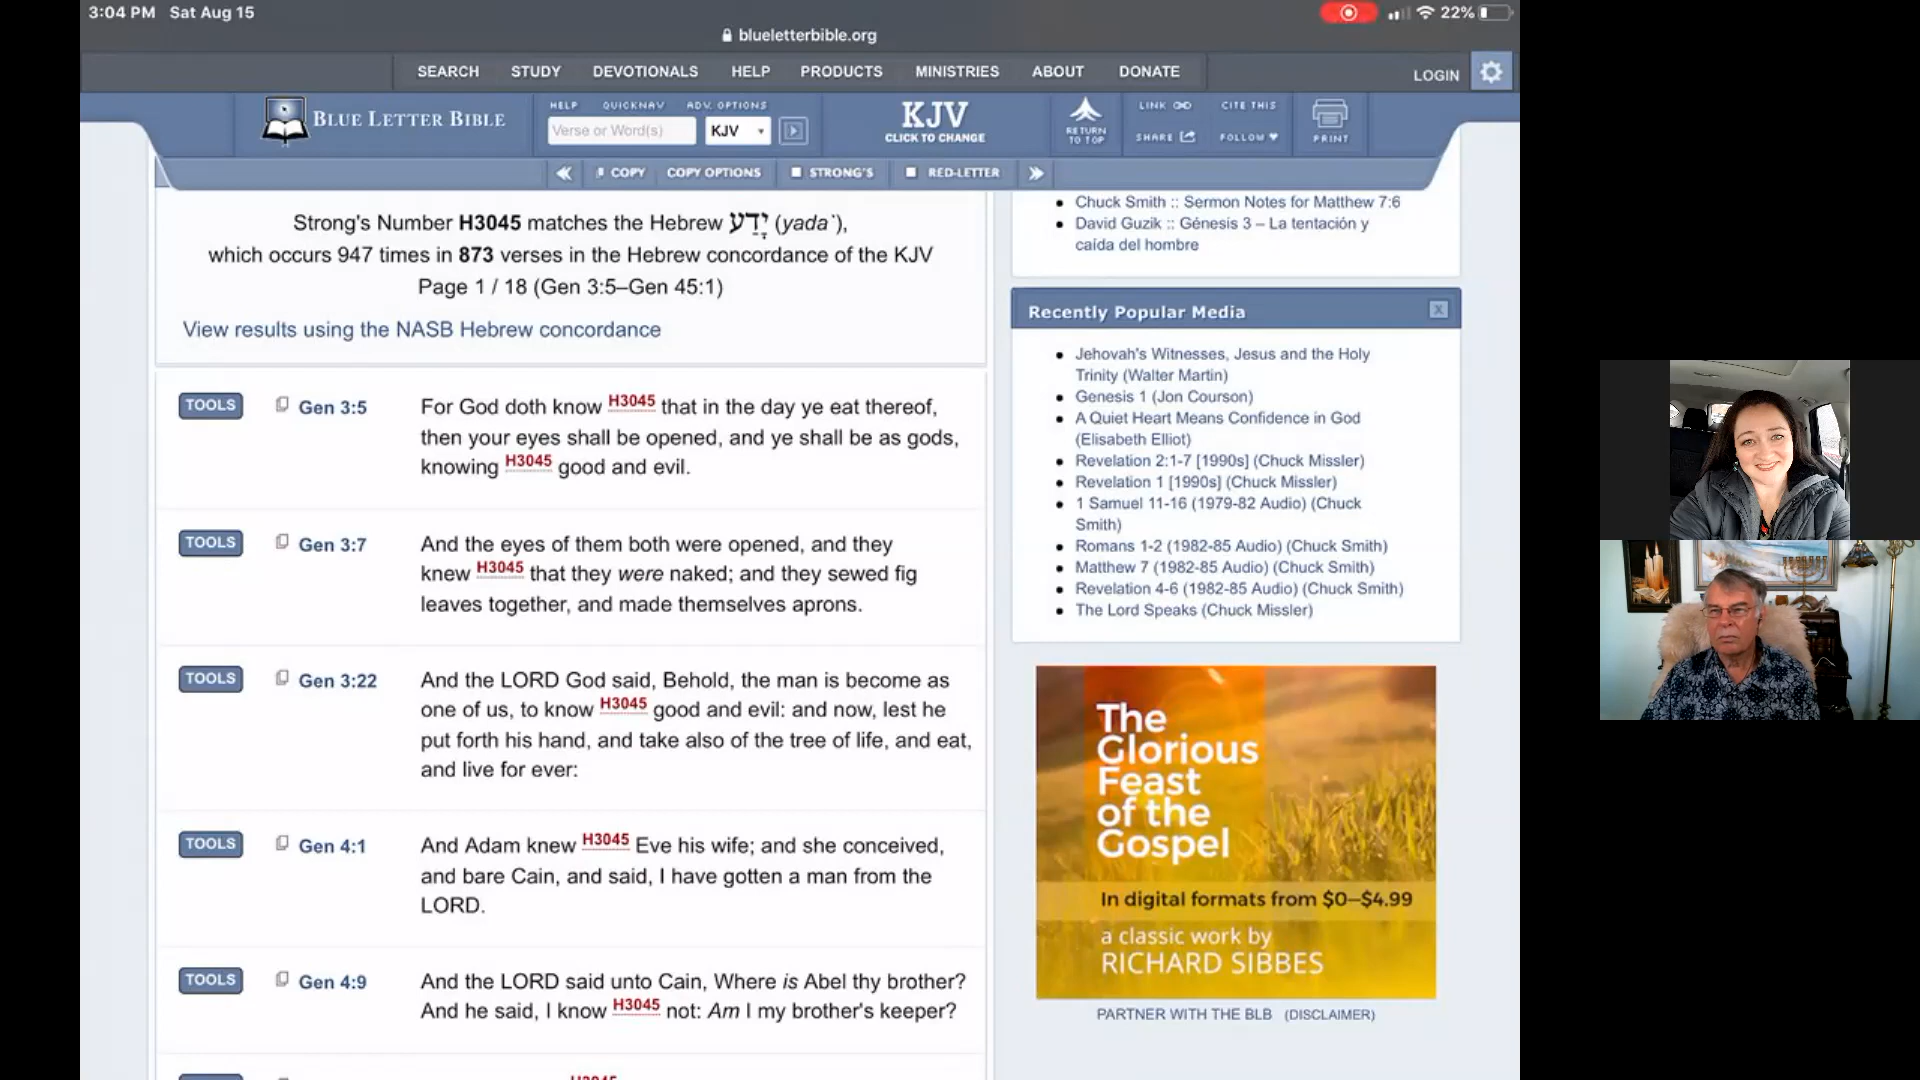 3:04 PM Sat Aug 15
22%
blueletterbible.org
SEARCH STUDY DEVOTIONALS HELP PRODUCTS MINISTRIES ABOUT DONATE
LOGIN
BLUE LETTER BIBLE
HELP QUICKNAV ADV. OPTIONS
Verse or Word(s) KJV
KJV
CLICK TO CHANGE
RETURN
TO TOP
LINK CITE THIS
SHARE FOLLOW
PRINT
COPY COPY OPTIONS STRONG'S RED-LETTER
Strong's Number H3045 matches the Hebrew יָדַע (yada`),
which occurs 947 times in 873 verses in the Hebrew concordance of the KJV
Page 1 / 18 (Gen 3:5–Gen 45:1)
View results using the NASB Hebrew concordance
TOOLS Gen 3:5
For God doth know H3045 that in the day ye eat thereof,
then your eyes shall be opened, and ye shall be as gods,
knowing H3045 good and evil.
TOOLS Gen 3:7
And the eyes of them both were opened, and they
knew H3045 that they were naked; and they sewed fig
leaves together, and made themselves aprons.
TOOLS Gen 3:22
And the LORD God said, Behold, the man is become as
one of us, to know H3045 good and evil: and now, lest he
put forth his hand, and take also of the tree of life, and eat,
and live for ever:
TOOLS Gen 4:1
And Adam knew H3045 Eve his wife; and she conceived,
and bare Cain, and said, I have gotten a man from the
LORD.
TOOLS Gen 4:9
And the LORD said unto Cain, Where is Abel thy brother?
And he said, I know H3045 not: Am I my brother's keeper?
H3045
Chuck Smith :: Sermon Notes for Matthew 7:6
David Guzik :: Génesis 3 – La tentación y
caída del hombre
Recently Popular Media
x
Jehovah's Witnesses, Jesus and the Holy
Trinity (Walter Martin)
Genesis 1 (Jon Courson)
A Quiet Heart Means Confidence in God
(Elisabeth Elliot)
Revelation 2:1-7 [1990s] (Chuck Missler)
Revelation 1 [1990s] (Chuck Missler)
1 Samuel 11-16 (1979-82 Audio) (Chuck
Smith)
Romans 1-2 (1982-85 Audio) (Chuck Smith)
Matthew 7 (1982-85 Audio) (Chuck Smith)
Revelation 4-6 (1982-85 Audio) (Chuck Smith)
The Lord Speaks (Chuck Missler)
The
Glorious
Feast
of the
Gospel
In digital formats from $0–$4.99
a classic work by
RICHARD SIBBES
PARTNER WITH THE BLB (DISCLAIMER)